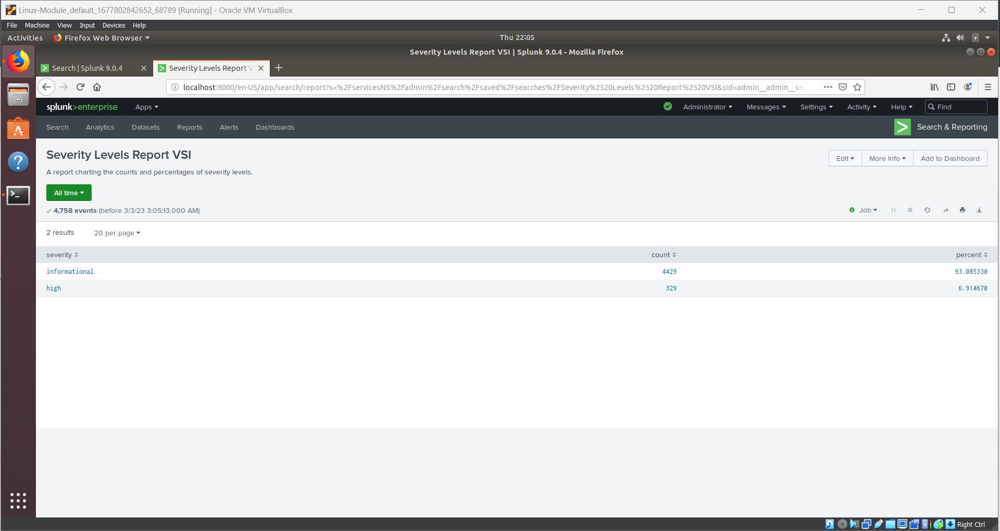 Linux-Module_default_1677802842652_68789 [Running] - Oracle VM VirtualBox
File Machine View Input Devices Help
Activities Firefox Web Browser Thu 22:05
Severity Levels Report VSI | Splunk 9.0.4 - Mozilla Firefox
Search | Splunk 9.0.4 Severity Levels Report V
localhost:8000/en-US/app/search/report?s=%2FservicesNS%2Fadmin%2Fsearch%2Fsaved%2Fsearches%2FSeverity%2520Levels%2520Report%2520VSI&sid=admin__admin__se
splunk>enterprise Apps Administrator Messages Settings Activity Help Find
Search Analytics Datasets Reports Alerts Dashboards Search & Reporting
Severity Levels Report VSI
Edit More Info Add to Dashboard
A report charting the counts and percentages of severity levels.
All time
4,758 events (before 3/3/23 3:05:13.000 AM) Job
2 results 20 per page
severity count percent
informational 4429 93.085330
high 329 6.914670
Right Ctrl